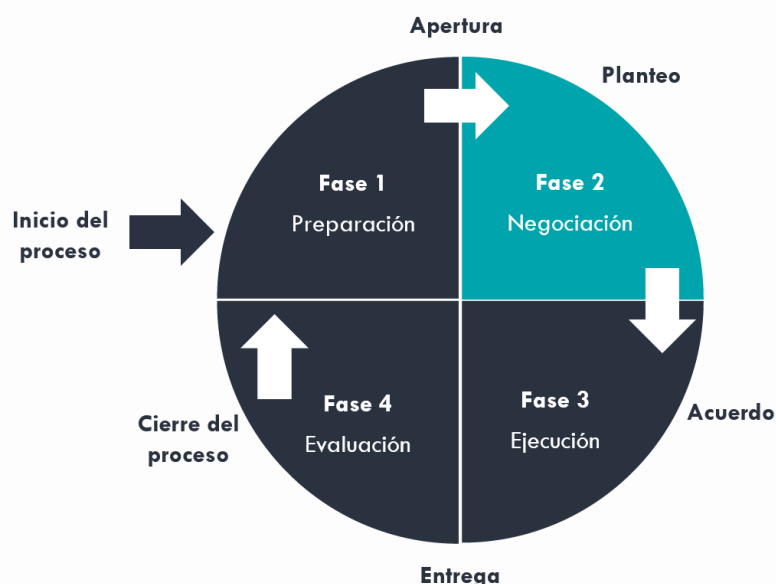 Apertura
Planteo
Fase 1
Preparación
Fase 2
Negociación
Inicio del
proceso
Fase 4
Evaluación
Fase 3
Ejecución
Acuerdo
Cierre del
proceso
Entrega